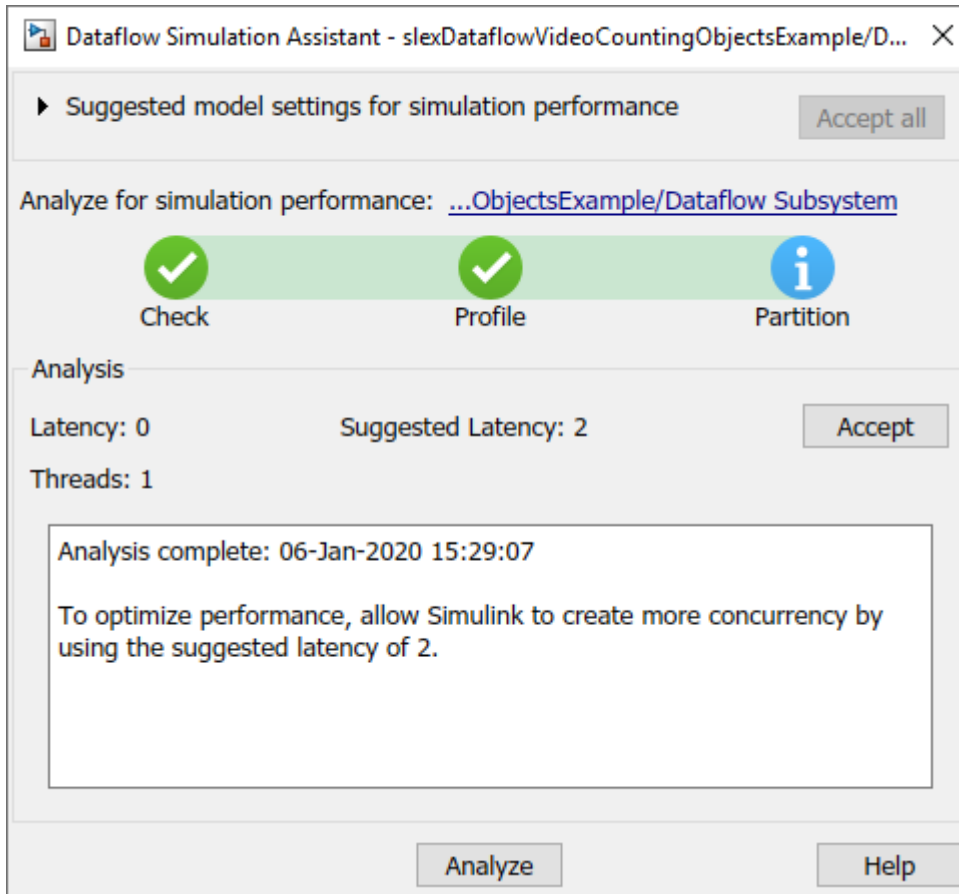 Dataflow Simulation Assistant - slexDataflowVideoCountingObjectsExample/D...
Suggested model settings for simulation performance
Accept all
Analyze for simulation performance: ...ObjectsExample/Dataflow Subsystem
Check
Profile
Partition
Analysis
Latency: 0
Suggested Latency: 2
Accept
Threads: 1
Analysis complete: 06-Jan-2020 15:29:07
To optimize performance, allow Simulink to create more concurrency by
using the suggested latency of 2.
Analyze
Help